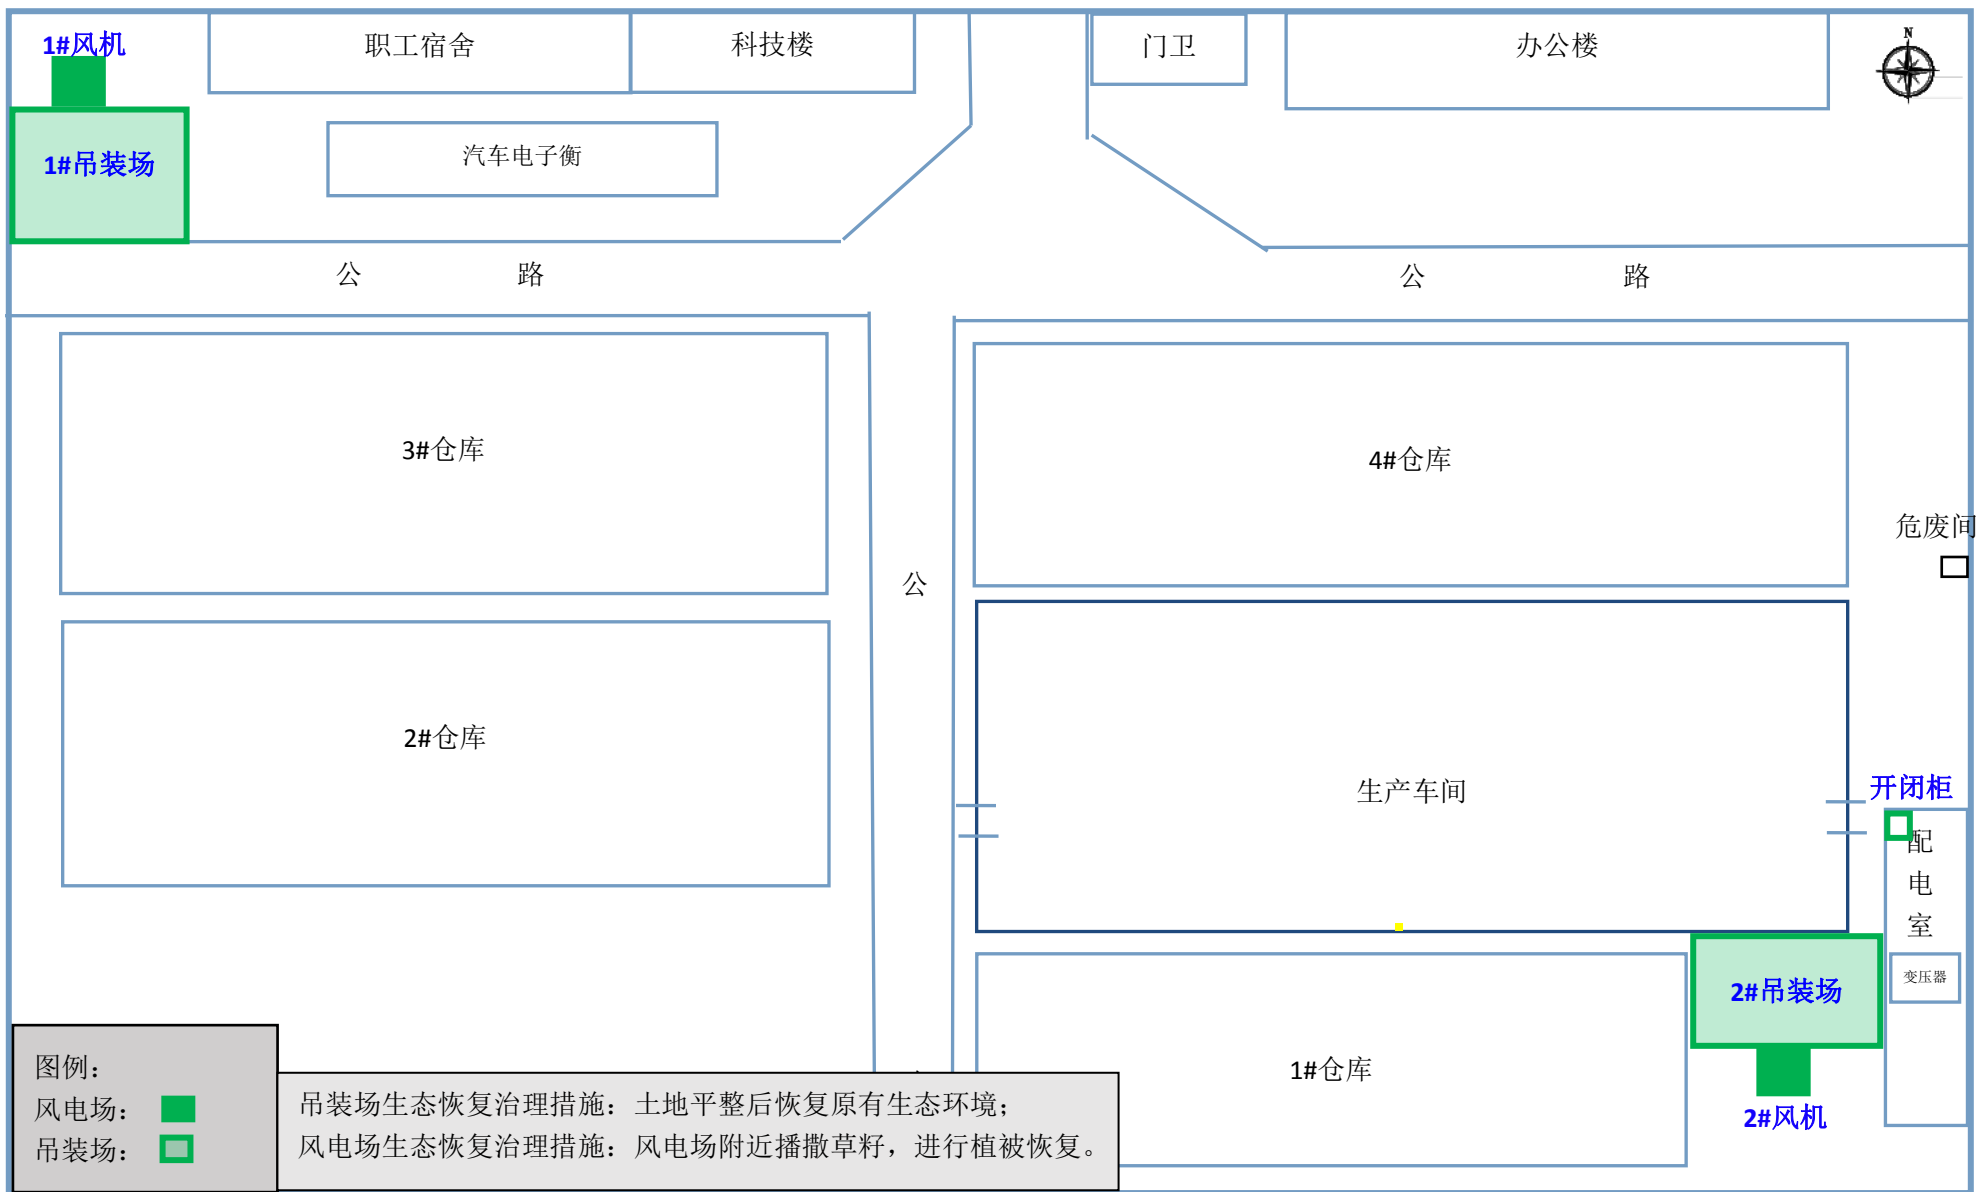 N
1#风机
职工宿舍
科技楼
门卫
办公楼
1#吊装场
汽车电子衡
公 路
公 路
3#仓库
4#仓库
危废间
公
2#仓库
生产车间
开闭柜
配
电
室
变压器
2#吊装场
1#仓库
2#风机
图例：
风电场：
吊装场：
吊装场生态恢复治理措施：土地平整后恢复原有生态环境；
风电场生态恢复治理措施：风电场附近播撒草籽，进行植被恢复。